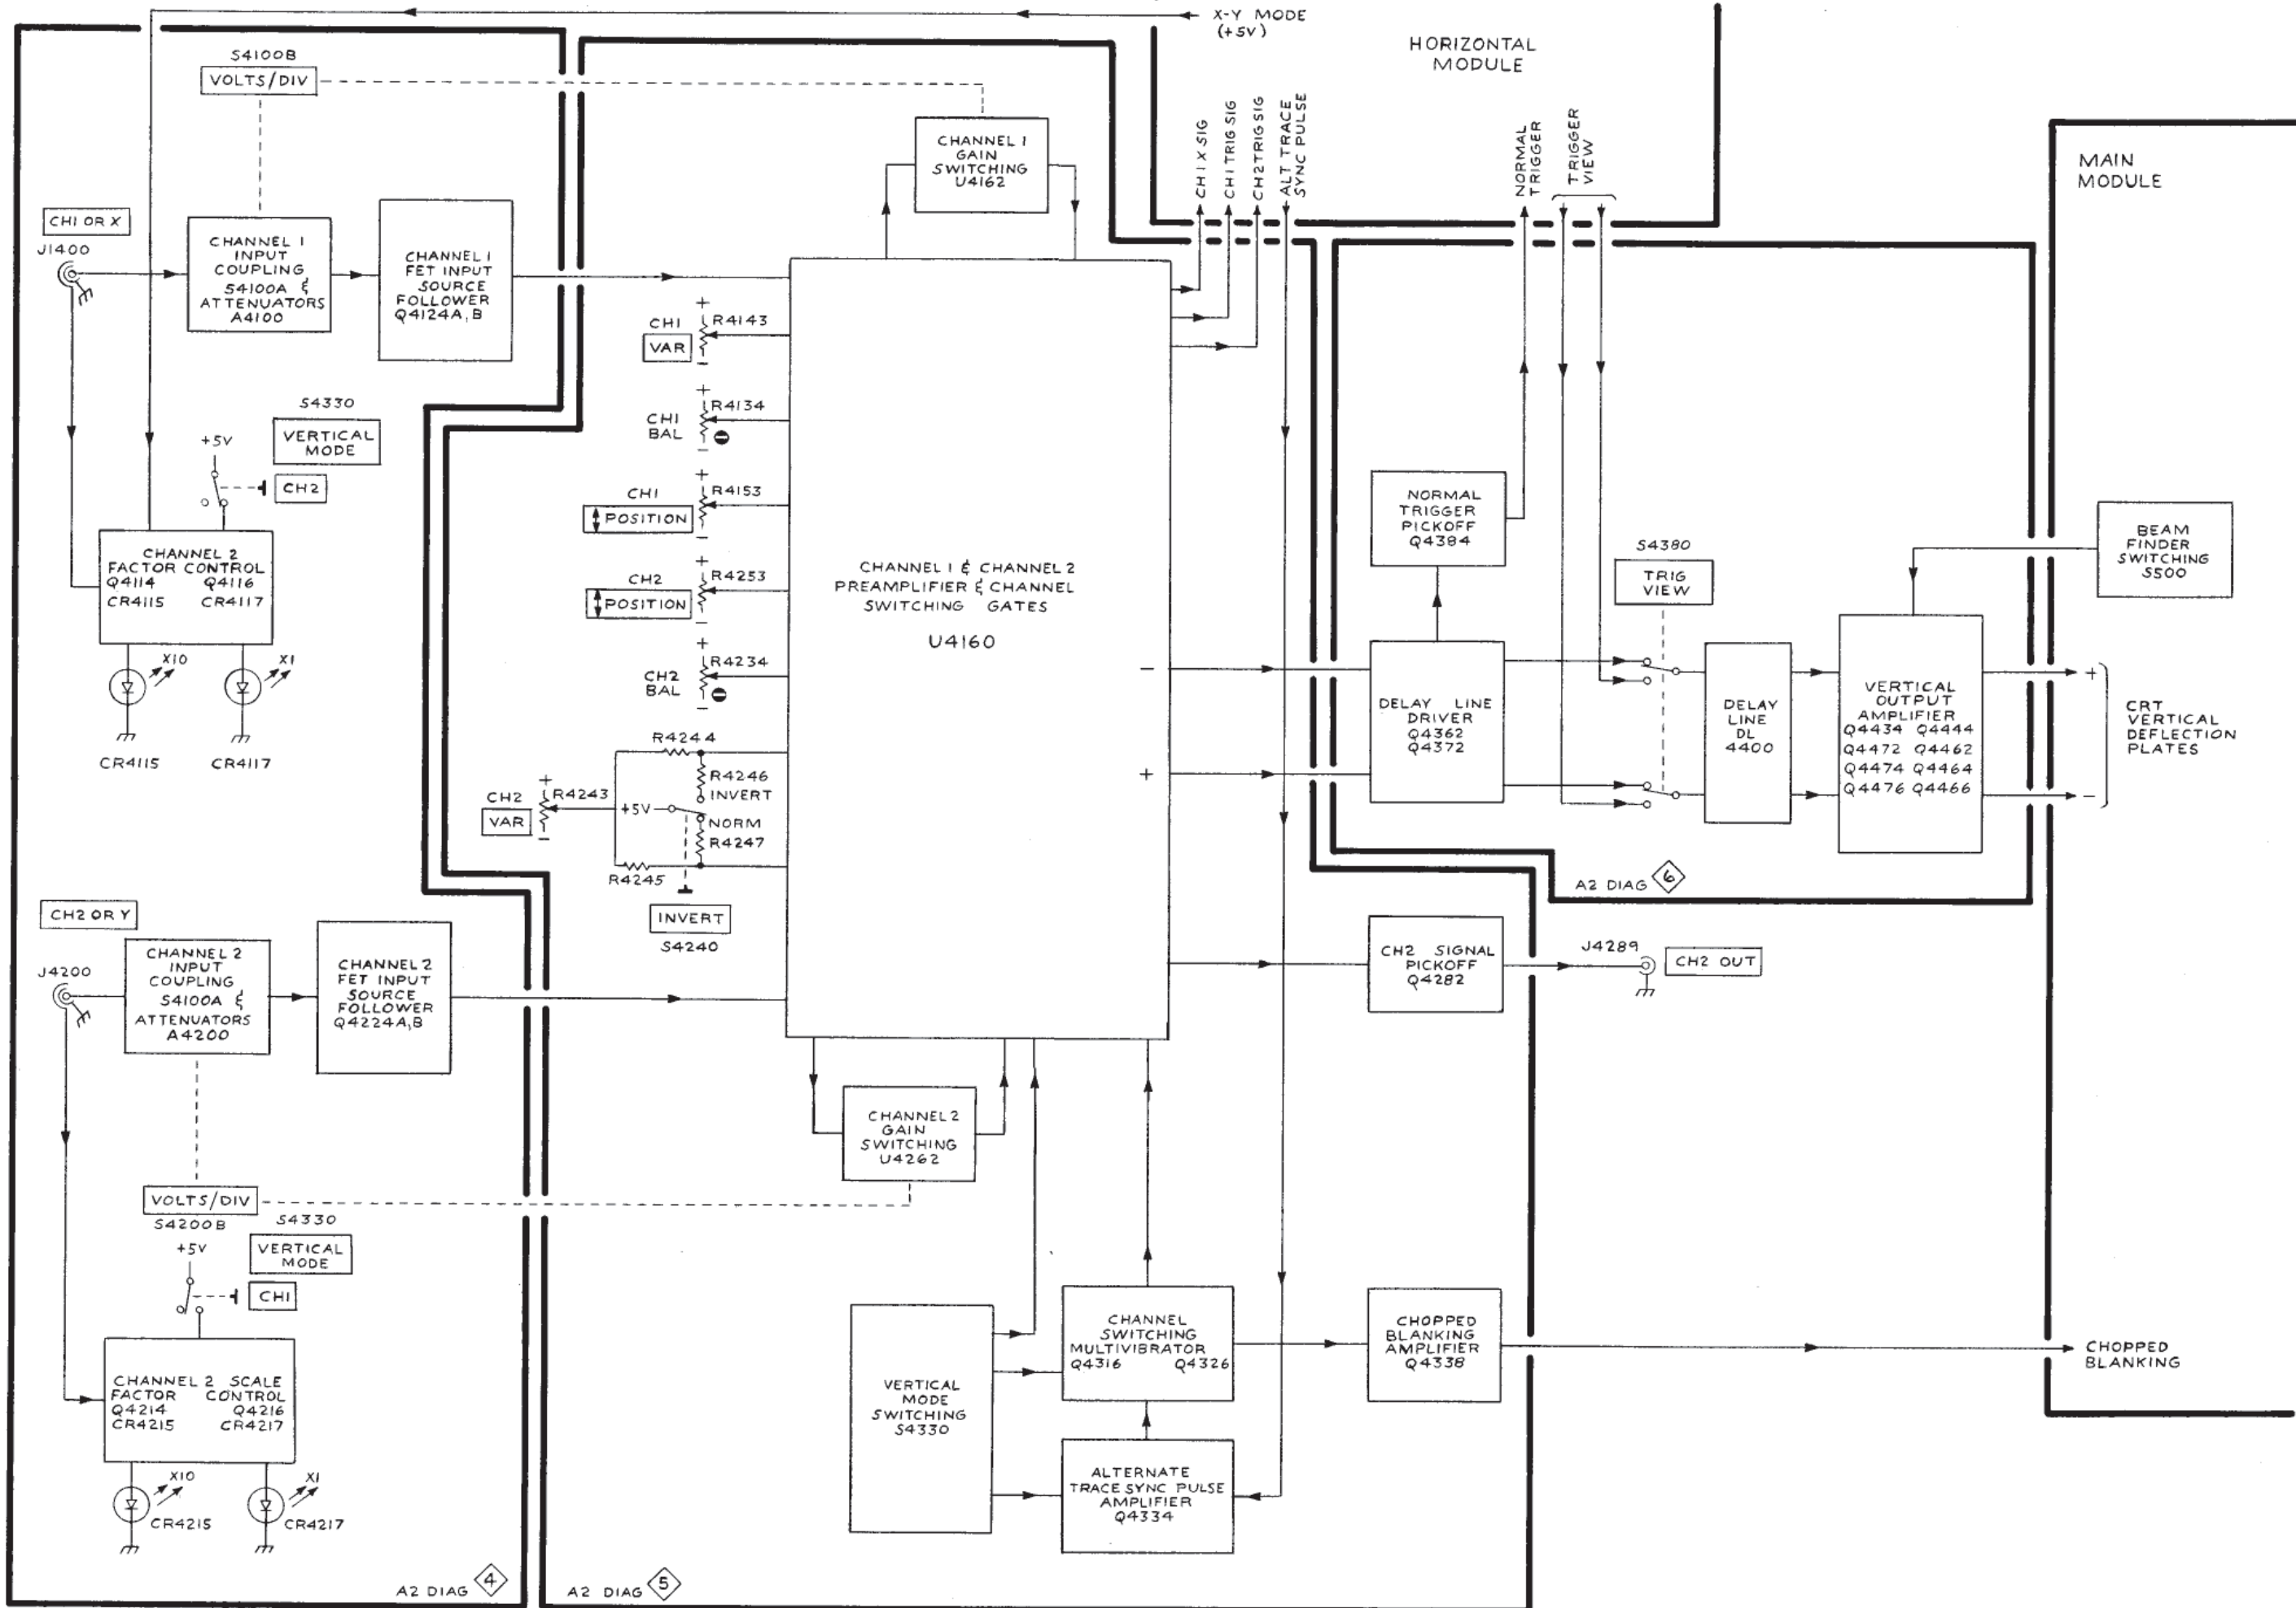 X-Y MODE
(+5V)
HORIZONTAL
MODULE
S4100B
VOLTS/DIV
CHANNEL 1
GAIN
SWITCHING
U4162
CH1 X SIG
CH1 TRIG SIG
CH2 TRIG SIG
ALT TRACE
SYNC PULSE
NORMAL
TRIGGER
TRIGGER
VIEW
MAIN
MODULE
CH1 OR X
J1400
CHANNEL 1
INPUT
COUPLING
S4100A &
ATTENUATORS
A4100
CHANNEL 1
FET INPUT
SOURCE
FOLLOWER
Q4124A,B
+
CH1
R4143
VAR
−
+
R4134
CH1
BAL
−
+
CH1
R4153
POSITION
−
+
CH2
R4253
POSITION
−
+
R4234
CH2
BAL
−
S4330
VERTICAL
MODE
+5V
CH2
CHANNEL 2
FACTOR CONTROL
Q4114 Q4116
CR4115 CR4117
X10
X1
CR4115
CR4117
CHANNEL 1 & CHANNEL 2
PREAMPLIFIER & CHANNEL
SWITCHING GATES
U4160
−
+
R4244
R4246
INVERT
+
R4243
CH2
VAR
−
+5V
NORM
R4247
R4245
INVERT
S4240
NORMAL
TRIGGER
PICKOFF
Q4384
S4380
TRIG
VIEW
BEAM
FINDER
SWITCHING
S500
DELAY LINE
DRIVER
Q4362
Q4372
DELAY
LINE
DL
4400
VERTICAL
OUTPUT
AMPLIFIER
Q4434 Q4444
Q4472 Q4462
Q4474 Q4464
Q4476 Q4466
+
−
CRT
VERTICAL
DEFLECTION
PLATES
A2 DIAG 6
CH2 OR Y
J4200
CHANNEL 2
INPUT
COUPLING
S4100A &
ATTENUATORS
A4200
CHANNEL 2
FET INPUT
SOURCE
FOLLOWER
Q4224A,B
CH2 SIGNAL
PICKOFF
Q4282
J4289
CH2 OUT
CHANNEL 2
GAIN
SWITCHING
U4262
VOLTS/DIV
S4200B
S4330
+5V
VERTICAL
MODE
CH1
CHANNEL 2 SCALE
FACTOR CONTROL
Q4214 Q4216
CR4215 CR4217
X10
X1
CR4215
CR4217
VERTICAL
MODE
SWITCHING
S4330
CHANNEL
SWITCHING
MULTIVIBRATOR
Q4316 Q4326
CHOPPED
BLANKING
AMPLIFIER
Q4338
CHOPPED
BLANKING
ALTERNATE
TRACE SYNC PULSE
AMPLIFIER
Q4334
A2 DIAG 4
A2 DIAG 5